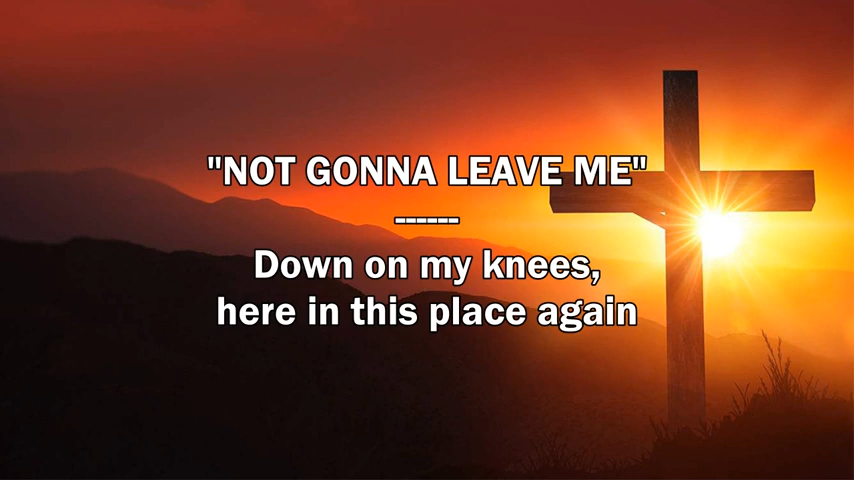 "NOT GONNA LEAVE ME"
------
Down on my knees,
here in this place again